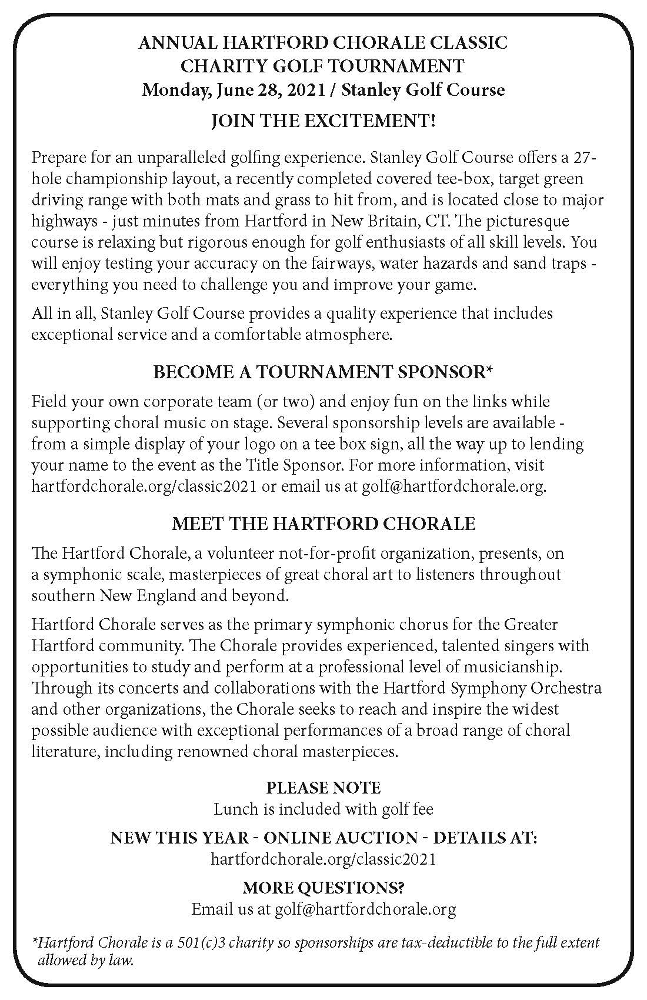 ANNUAL HARTFORD CHORALE CLASSIC
CHARITY GOLF TOURNAMENT
Monday, June 28, 2021 / Stanley Golf Course
JOIN THE EXCITEMENT!
Prepare for an unparalleled golfing experience. Stanley Golf Course offers a 27-
hole championship layout, a recently completed covered tee-box, target green
driving range with both mats and grass to hit from, and is located close to major
highways - just minutes from Hartford in New Britain, CT. The picturesque
course is relaxing but rigorous enough for golf enthusiasts of all skill levels. You
will enjoy testing your accuracy on the fairways, water hazards and sand traps -
everything you need to challenge you and improve your game.
All in all, Stanley Golf Course provides a quality experience that includes
exceptional service and a comfortable atmosphere.
BECOME A TOURNAMENT SPONSOR*
Field your own corporate team (or two) and enjoy fun on the links while
supporting choral music on stage. Several sponsorship levels are available -
from a simple display of your logo on a tee box sign, all the way up to lending
your name to the event as the Title Sponsor. For more information, visit
hartfordchorale.org/classic2021 or email us at golf@hartfordchorale.org.
MEET THE HARTFORD CHORALE
The Hartford Chorale, a volunteer not-for-profit organization, presents, on
a symphonic scale, masterpieces of great choral art to listeners throughout
southern New England and beyond.
Hartford Chorale serves as the primary symphonic chorus for the Greater
Hartford community. The Chorale provides experienced, talented singers with
opportunities to study and perform at a professional level of musicianship.
Through its concerts and collaborations with the Hartford Symphony Orchestra
and other organizations, the Chorale seeks to reach and inspire the widest
possible audience with exceptional performances of a broad range of choral
literature, including renowned choral masterpieces.
PLEASE NOTE
Lunch is included with golf fee
NEW THIS YEAR - ONLINE AUCTION - DETAILS AT:
hartfordchorale.org/classic2021
MORE QUESTIONS?
Email us at golf@hartfordchorale.org
*Hartford Chorale is a 501(c)3 charity so sponsorships are tax-deductible to the full extent
allowed by law.